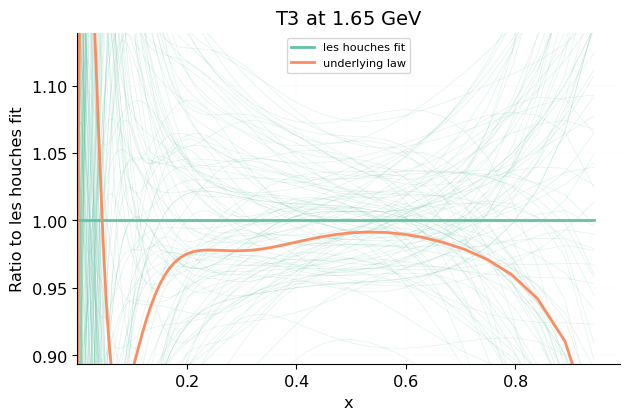 T3 at 1.65 GeV
les houches fit
underlying law
Ratio to les houches fit
1.10
1.05
1.00
0.95
0.90
0.2
0.4
0.6
0.8
x